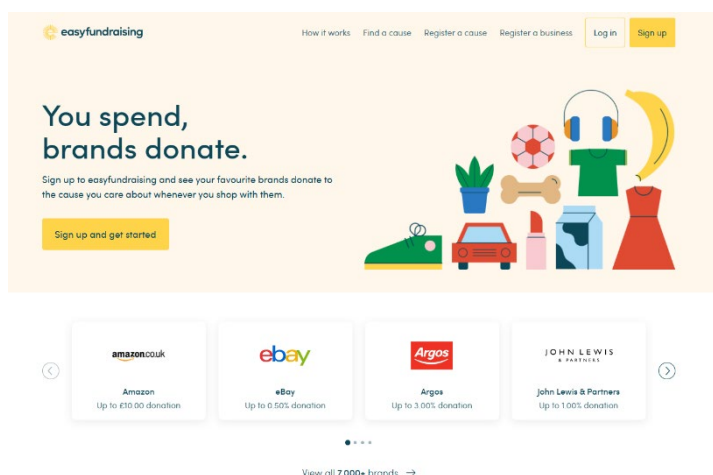 easyfundraising
How it works
Find a cause
Register a cause
Register a business
Log in
Sign up
You spend,
brands donate.
Sign up to easyfundraising and see your favourite brands donate to
the cause you care about whenever you shop with them.
Sign up and get started
amazon.co.uk
Amazon
Up to £10.00 donation
ebay
eBay
Up to 0.50% donation
Argos
Argos
Up to 3.00% donation
JOHN LEWIS
& PARTNERS
John Lewis & Partners
Up to 1.00% donation
View all 7,000+ brands →